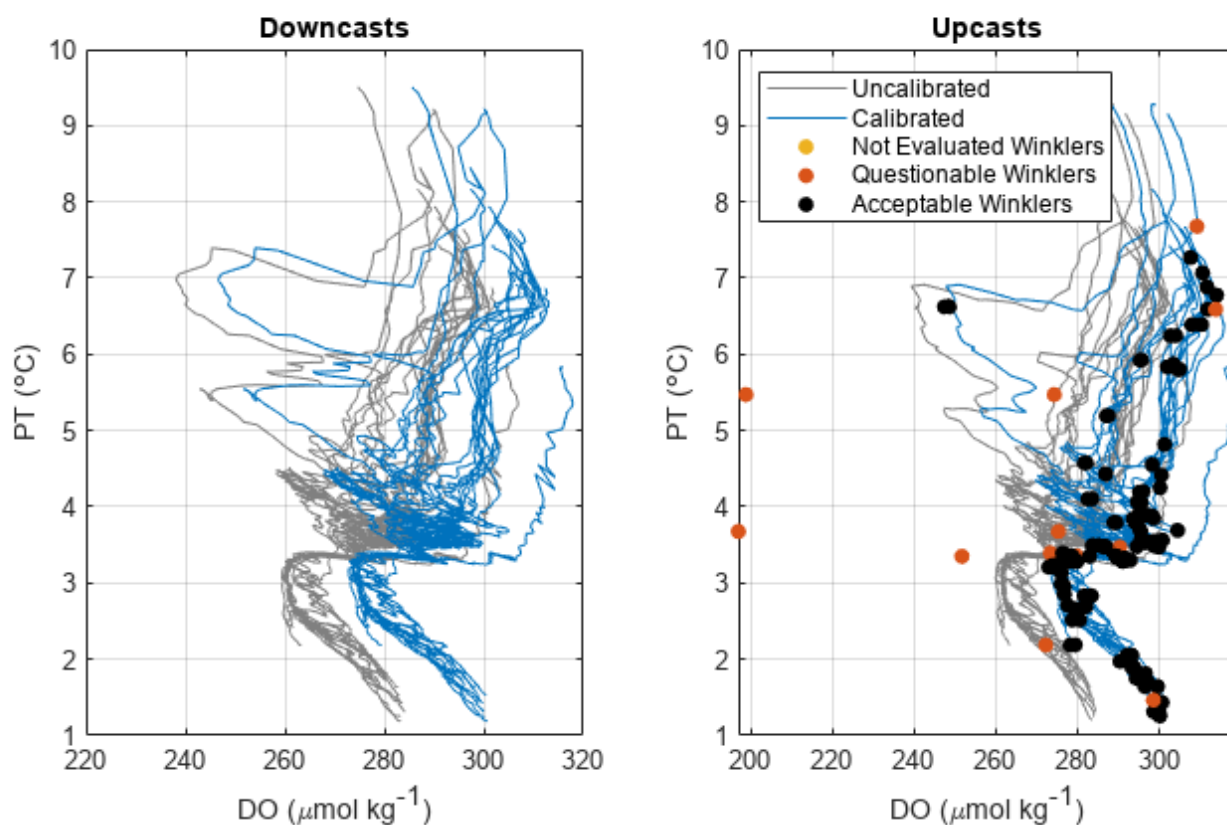 Downcasts
10
9
8
7
6
5
4
3
2
1
220
240
260
280
300
320
PT (°C)
DO (μmol kg⁻¹)
Upcasts
10
9
8
7
6
5
4
3
2
1
200
220
240
260
280
300
PT (°C)
DO (μmol kg⁻¹)
Uncalibrated
Calibrated
Not Evaluated Winklers
Questionable Winklers
Acceptable Winklers